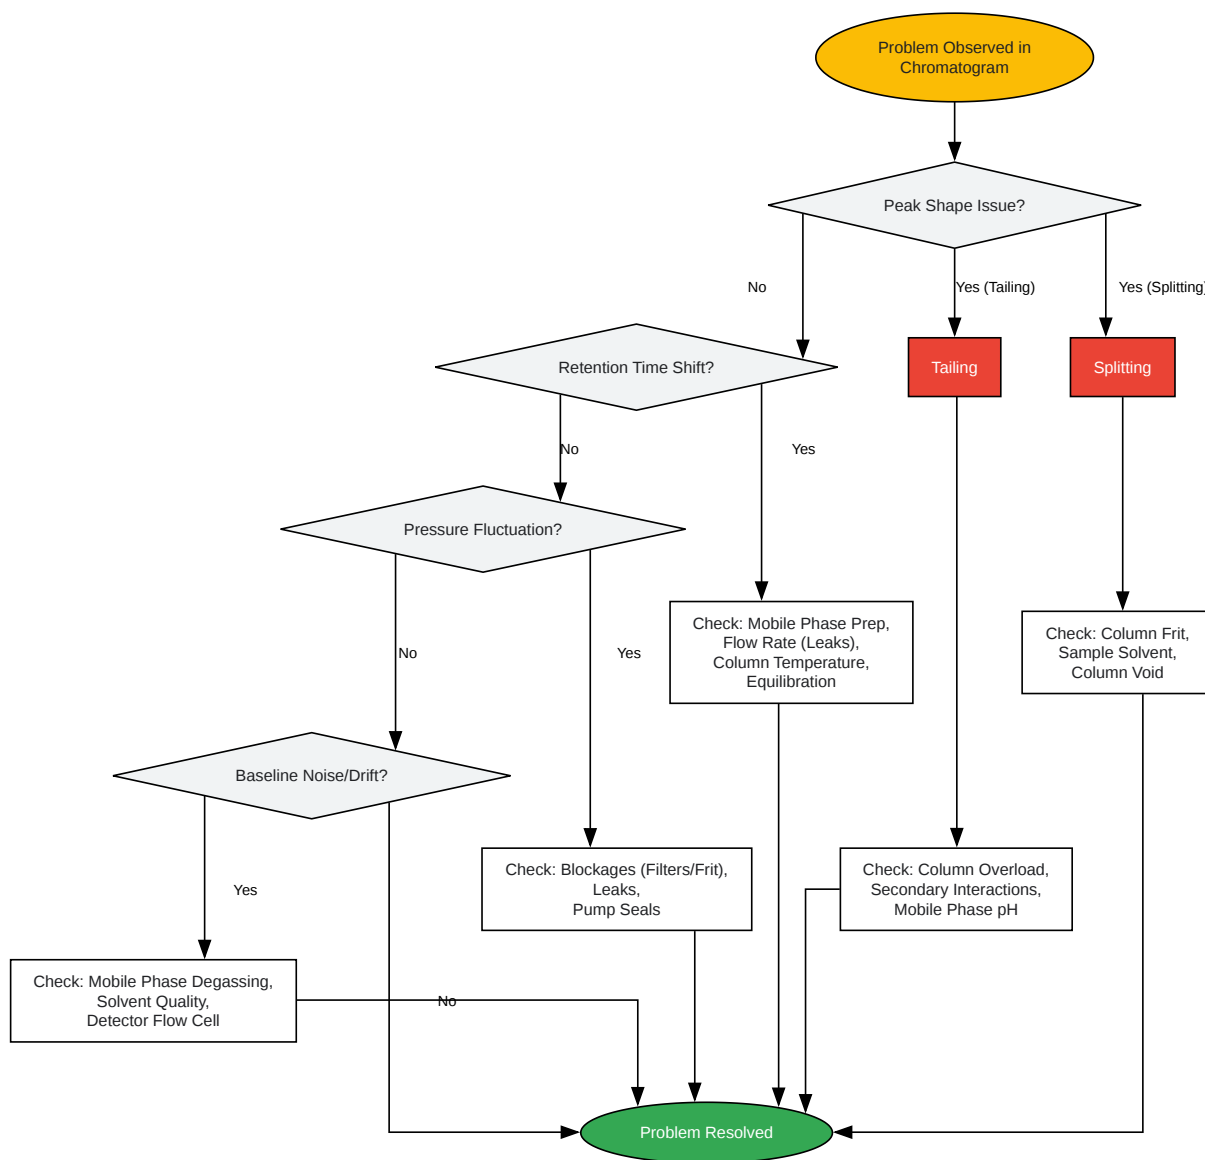 Problem Observed in
Chromatogram
Peak Shape Issue?
No
Yes (Tailing)
Yes (Splitting)
Retention Time Shift?
Tailing
Splitting
No
Yes
Pressure Fluctuation?
Check: Mobile Phase Prep,
Flow Rate (Leaks),
Column Temperature,
Equilibration
Check: Column Frit,
Sample Solvent,
Column Void
No
Yes
Baseline Noise/Drift?
Check: Blockages (Filters/Frit),
Leaks,
Pump Seals
Check: Column Overload,
Secondary Interactions,
Mobile Phase pH
Yes
Check: Mobile Phase Degassing,
Solvent Quality,
Detector Flow Cell
No
Problem Resolved